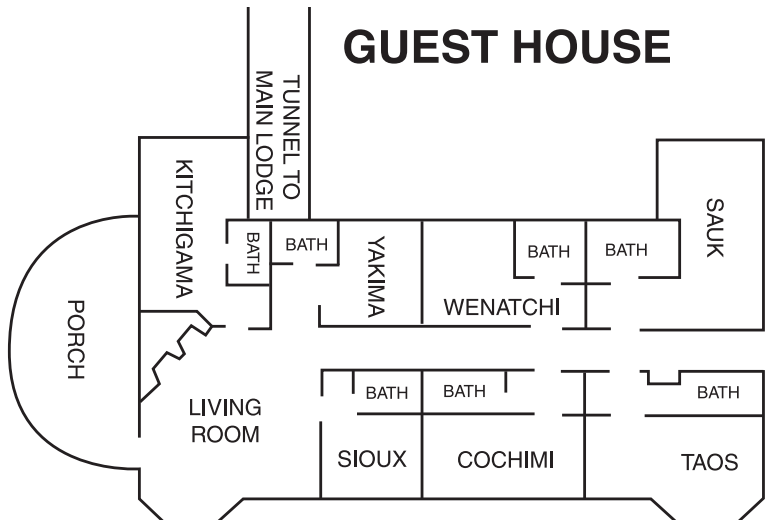 GUEST HOUSE
TUNNEL TO
MAIN LODGE
KITCHIGAMA
SAUK
BATH
BATH
YAKIMA
BATH
BATH
WENATCHI
PORCH
LIVING
ROOM
BATH
BATH
BATH
SIOUX
COCHIMI
TAOS